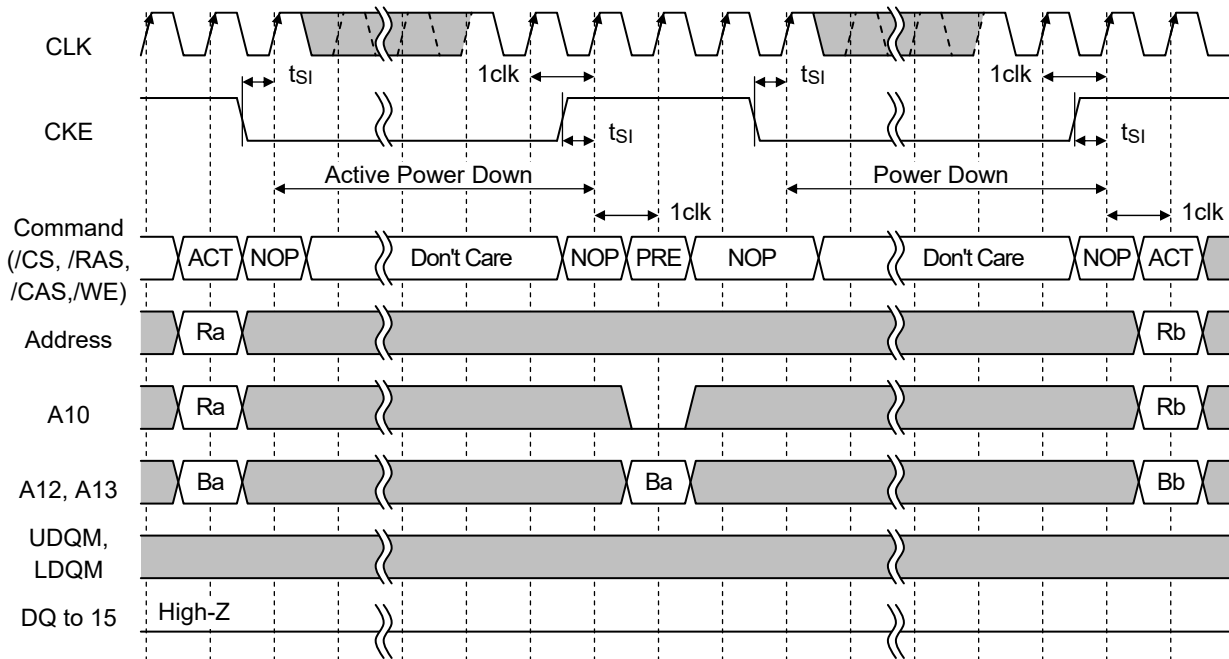 CLK
tSI
1clk
tSI
1clk
CKE
tSI
tSI
Active Power Down
Power Down
1clk
1clk
Command
(/CS, /RAS,
/CAS,/WE)
ACT NOP Don't Care NOP PRE NOP Don't Care NOP ACT
Address
Ra
Rb
A10
Ra
Rb
A12, A13
Ba
Ba
Bb
UDQM,
LDQM
DQ to 15
High-Z